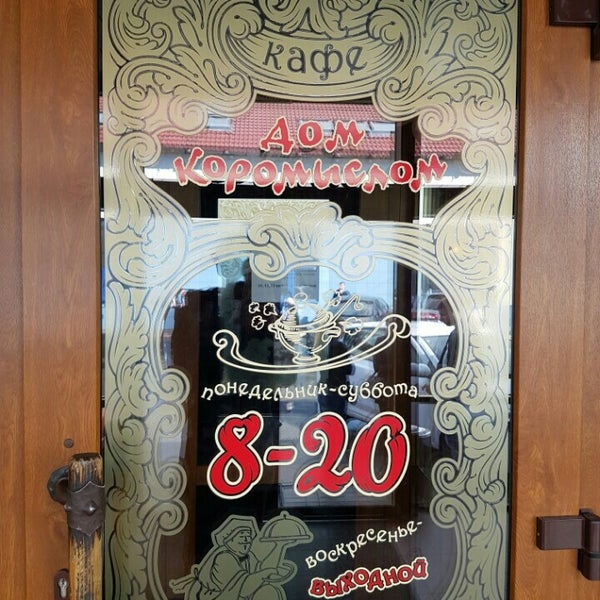 кафе
Дом
Коромыслом
понедельник-суббота
8-20
воскресенье-
выходной